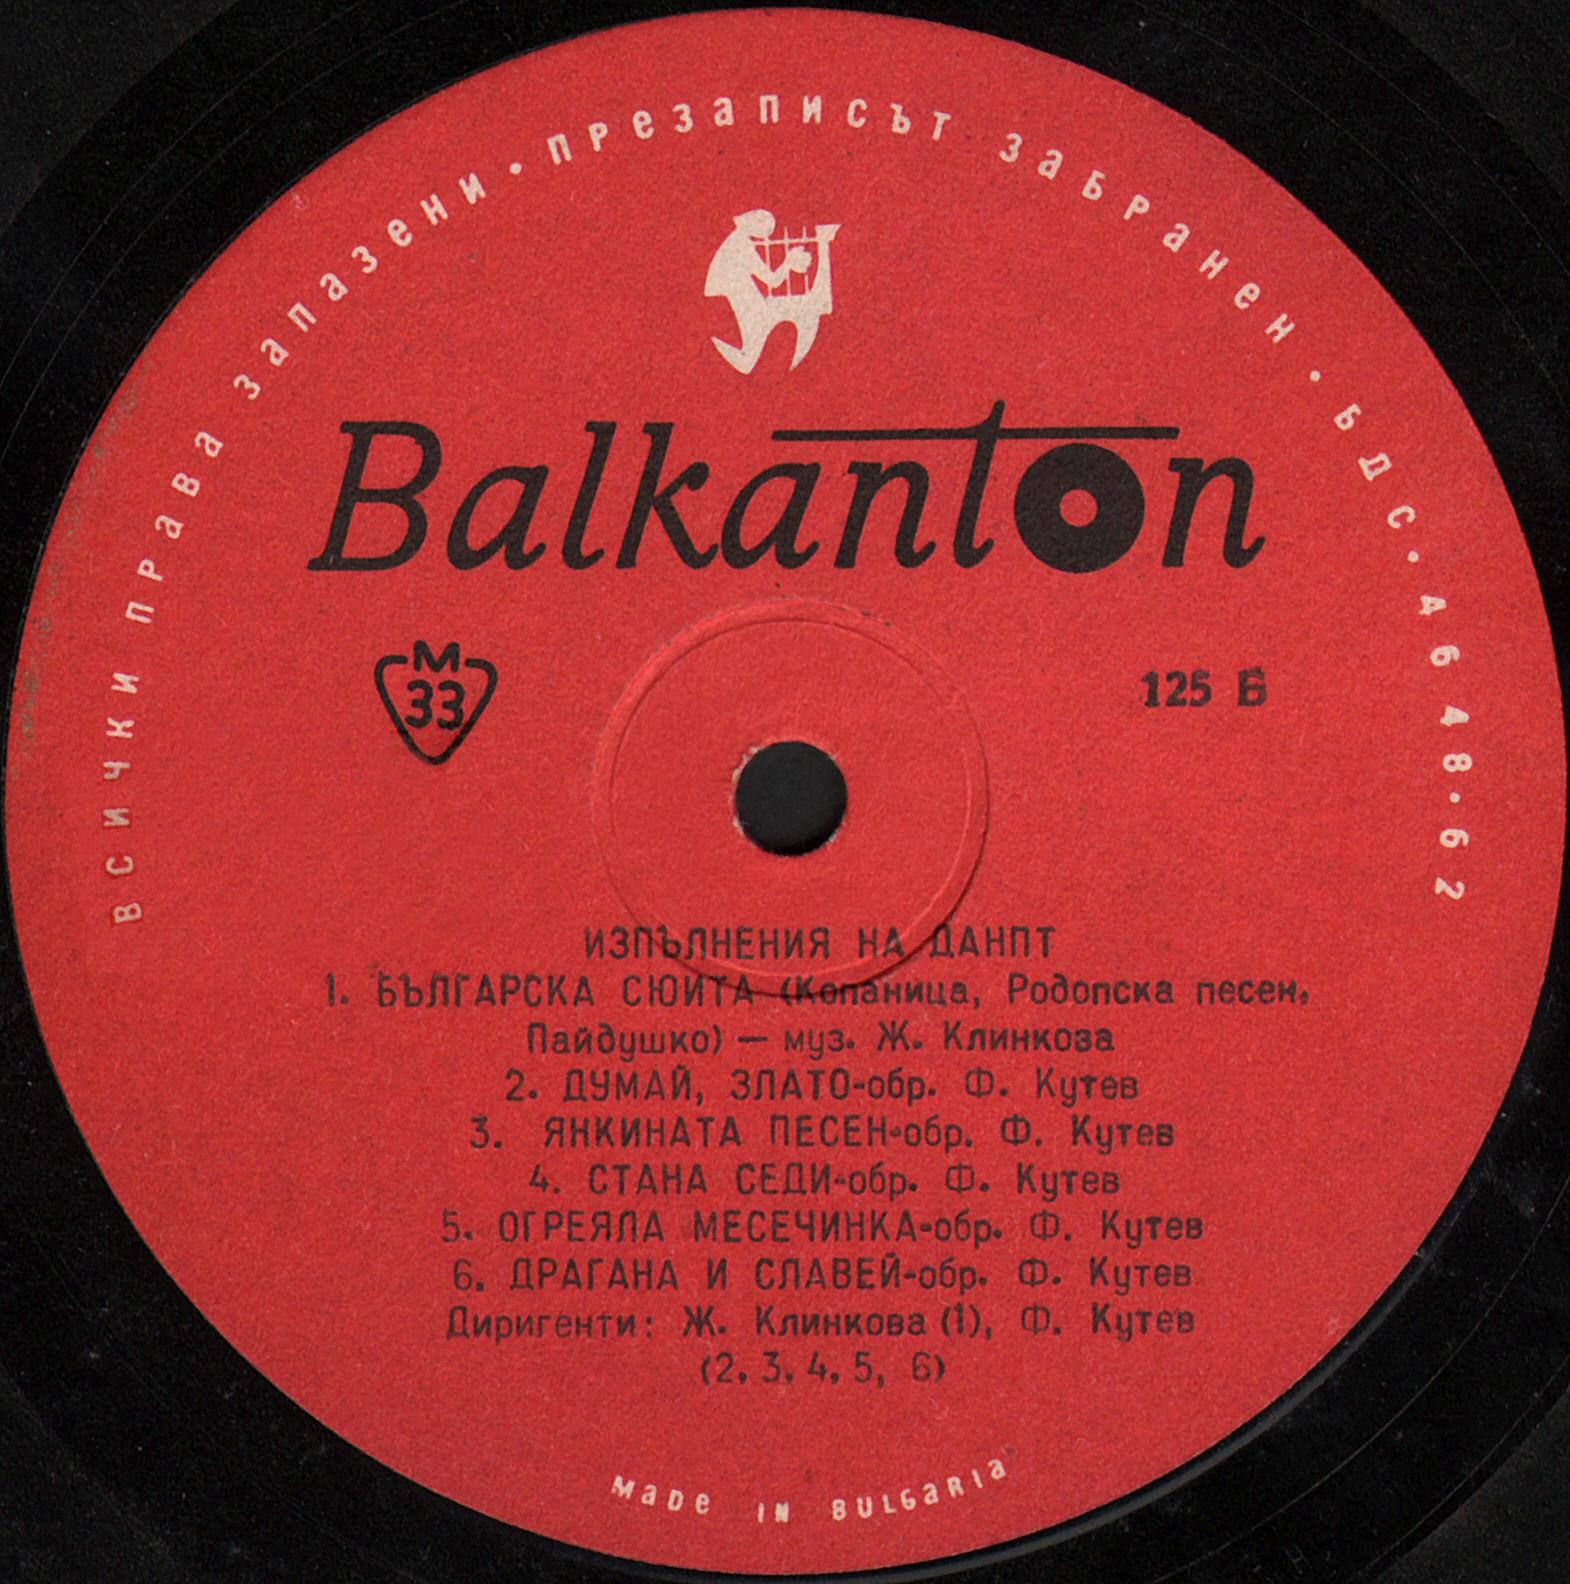 ВСИЧКИ ПРАВА ЗАПАЗЕНИ · ПРЕЗАПИСЪТ ЗАБРАНЕН · БДС · 46 48 · 62
Balkanton
М
33
125 Б
ИЗПЪЛНЕНИЯ НА ДАНПТ
1. БЪЛГАРСКА СЮИТА (Копаница, Родопска песен,
Пайдушко) — муз. Ж. Клинкова
2. ДУМАЙ, ЗЛАТО-обр. Ф. Кутев
3. ЯНКИНАТА ПЕСЕН-обр. Ф. Кутев
4. СТАНА СЕДИ-обр. Ф. Кутев
5. ОГРЕЯЛА МЕСЕЧИНКА-обр. Ф. Кутев
6. ДРАГАНА И СЛАВЕЙ-обр. Ф. Кутев
Диригенти: Ж. Клинкова (1), Ф. Кутев
(2, 3, 4, 5, 6)
MaDe IN BULGaRIa